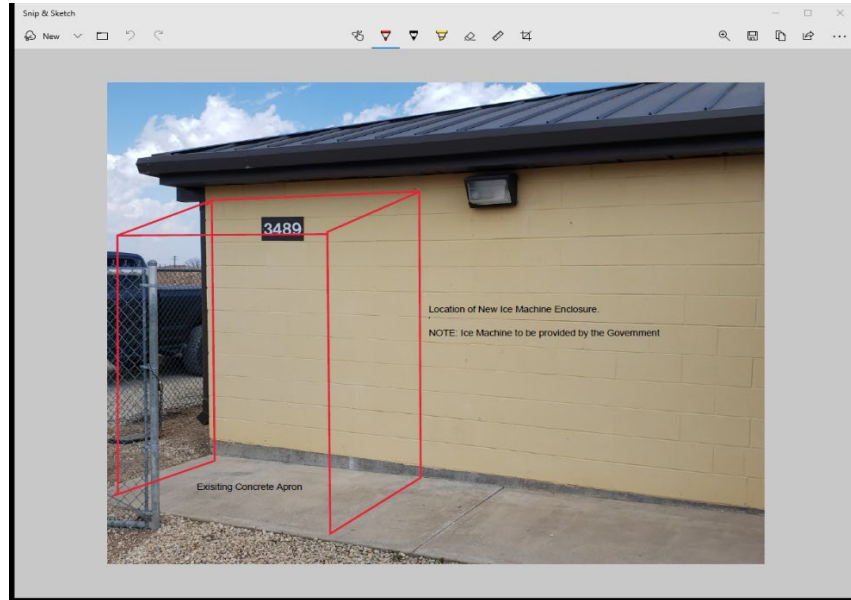 Snip & Sketch
New
3489
Location of New Ice Machine Enclosure.
NOTE: Ice Machine to be provided by the Government
Exisiting Concrete Apron